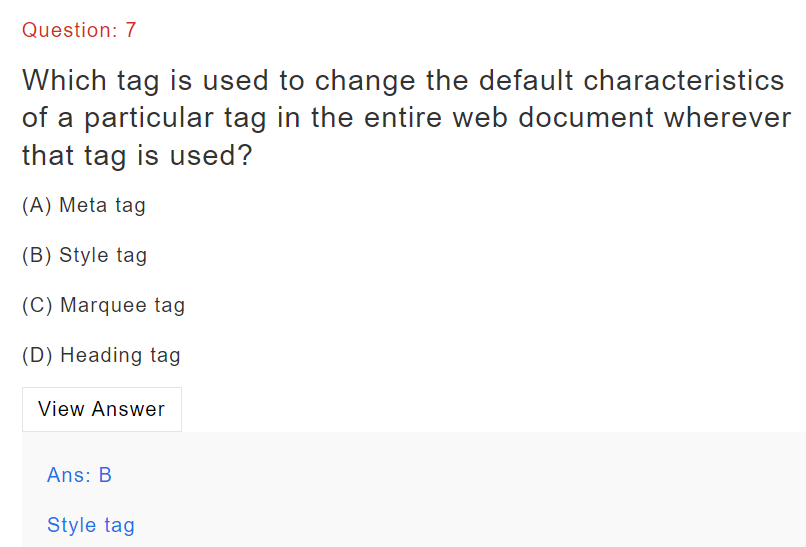 Question: 7
Which tag is used to change the default characteristics
of a particular tag in the entire web document wherever
that tag is used?
(A) Meta tag
(B) Style tag
(C) Marquee tag
(D) Heading tag
View Answer
Ans: B
Style tag